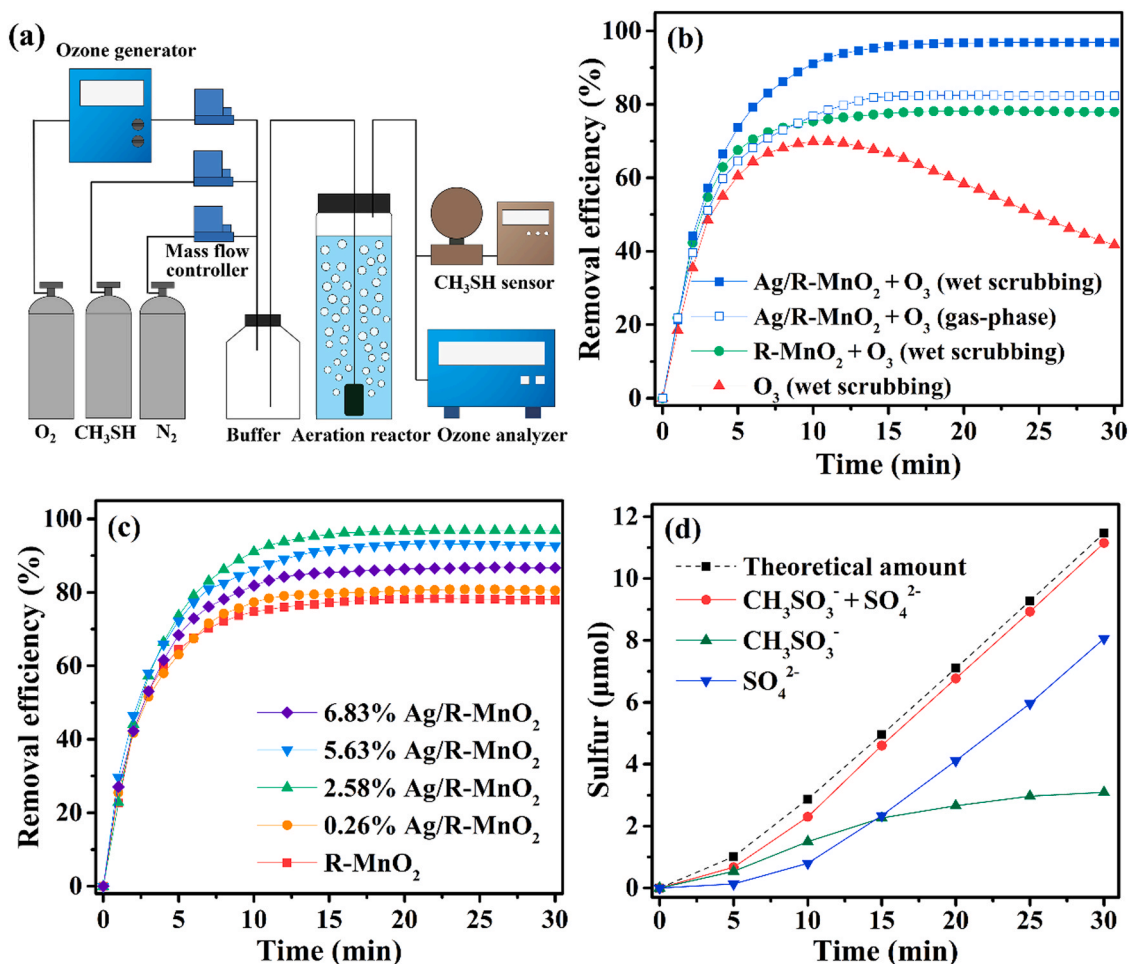 (a)
Ozone generator
Mass flow
controller
CH₃SH sensor
O₂
CH₃SH
N₂
Buffer
Aeration reactor
Ozone analyzer
(b)
Removal efficiency (%)
100
80
60
40
20
0
Ag/R-MnO₂ + O₃ (wet scrubbing)
Ag/R-MnO₂ + O₃ (gas-phase)
R-MnO₂ + O₃ (wet scrubbing)
O₃ (wet scrubbing)
0 5 10 15 20 25 30
Time (min)
(c)
Removal efficiency (%)
100
80
60
40
20
0
6.83% Ag/R-MnO₂
5.63% Ag/R-MnO₂
2.58% Ag/R-MnO₂
0.26% Ag/R-MnO₂
R-MnO₂
0 5 10 15 20 25 30
Time (min)
(d)
Sulfur (μmol)
12
10
8
6
4
2
0
Theoretical amount
CH₃SO₃⁻ + SO₄²⁻
CH₃SO₃⁻
SO₄²⁻
0 5 10 15 20 25 30
Time (min)